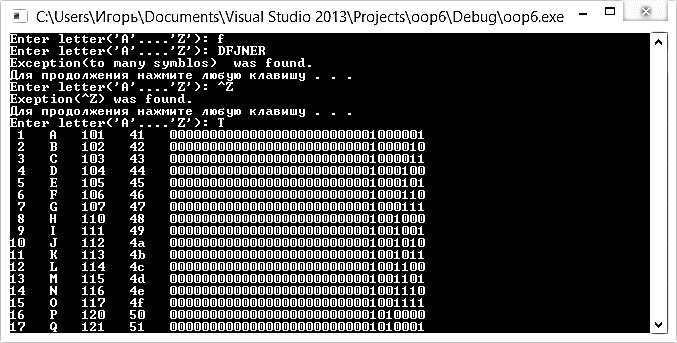 C:\Users\Игорь\Documents\Visual Studio 2013\Projects\oop6\Debug\oop6.exe
Enter letter('A'....'Z'): f
Enter letter('A'....'Z'): DFJNER
Exception(to many symblos)  was found.
Для продолжения нажмите любую клавишу . . .
Enter letter('A'....'Z'): ^Z
Exeption(^Z) was found.
Для продолжения нажмите любую клавишу . . .
Enter letter('A'....'Z'): T
1 A 101 41 00000000000000000000000001000001
2 B 102 42 00000000000000000000000001000010
3 C 103 43 00000000000000000000000001000011
4 D 104 44 00000000000000000000000001000100
5 E 105 45 00000000000000000000000001000101
6 F 106 46 00000000000000000000000001000110
7 G 107 47 00000000000000000000000001000111
8 H 110 48 00000000000000000000000001001000
9 I 111 49 00000000000000000000000001001001
10 J 112 4a 00000000000000000000000001001010
11 K 113 4b 00000000000000000000000001001011
12 L 114 4c 00000000000000000000000001001100
13 M 115 4d 00000000000000000000000001001101
14 N 116 4e 00000000000000000000000001001110
15 O 117 4f 00000000000000000000000001001111
16 P 120 50 00000000000000000000000001010000
17 Q 121 51 00000000000000000000000001010001